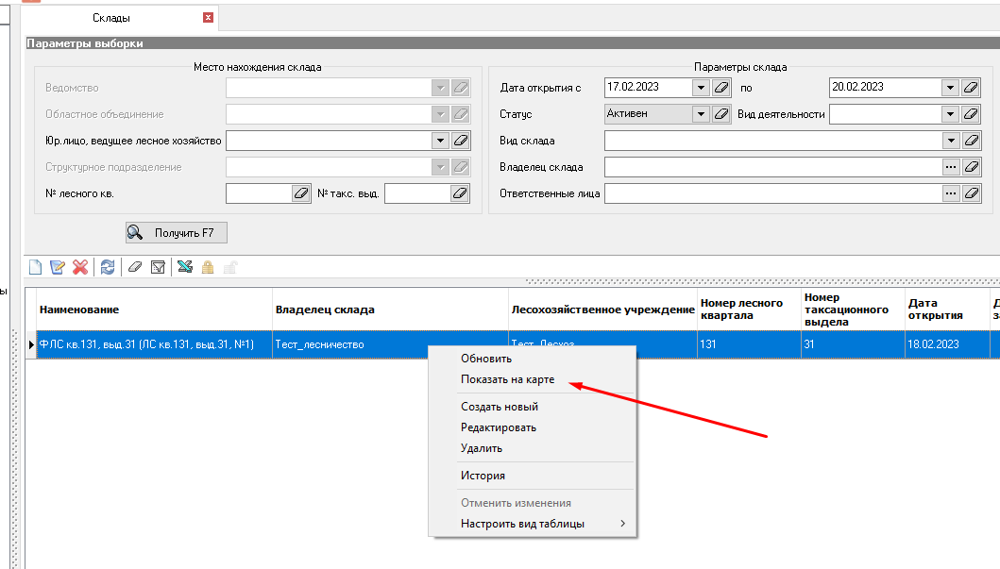 Склады
Параметры выборки
Место нахождения склада
Ведомство
Областное объединение
Юр.лицо, ведущее лесное хозяйство
Структурное подразделение
№ лесного кв.
№ такс. выд.
Параметры склада
Дата открытия с
17.02.2023
по
20.02.2023
Статус
Активен
Вид деятельности
Вид склада
Владелец склада
...
Ответственные лица
...
Получить F7
ы
Наименование
Владелец склада
Лесохозяйственное учреждение
Номер лесного
квартала
Номер
таксационного
выдела
Дата
открытия
ФЛС кв.131, выд.31 (ЛС кв.131, выд.31, №1)
Тест_лесничество
Тест_Лесхоз
131
31
18.02.2023
Обновить
Показать на карте
Создать новый
Редактировать
Удалить
История
Отменить изменения
Настроить вид таблицы